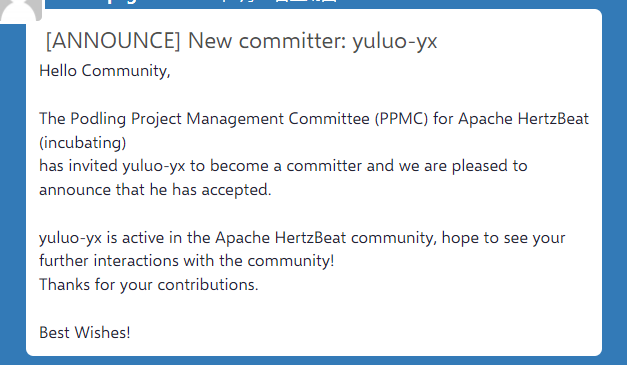 [ANNOUNCE] New committer: yuluo-yx
Hello Community,
The Podling Project Management Committee (PPMC) for Apache HertzBeat
(incubating)
has invited yuluo-yx to become a committer and we are pleased to
announce that he has accepted.
yuluo-yx is active in the Apache HertzBeat community, hope to see your
further interactions with the community!
Thanks for your contributions.
Best Wishes!